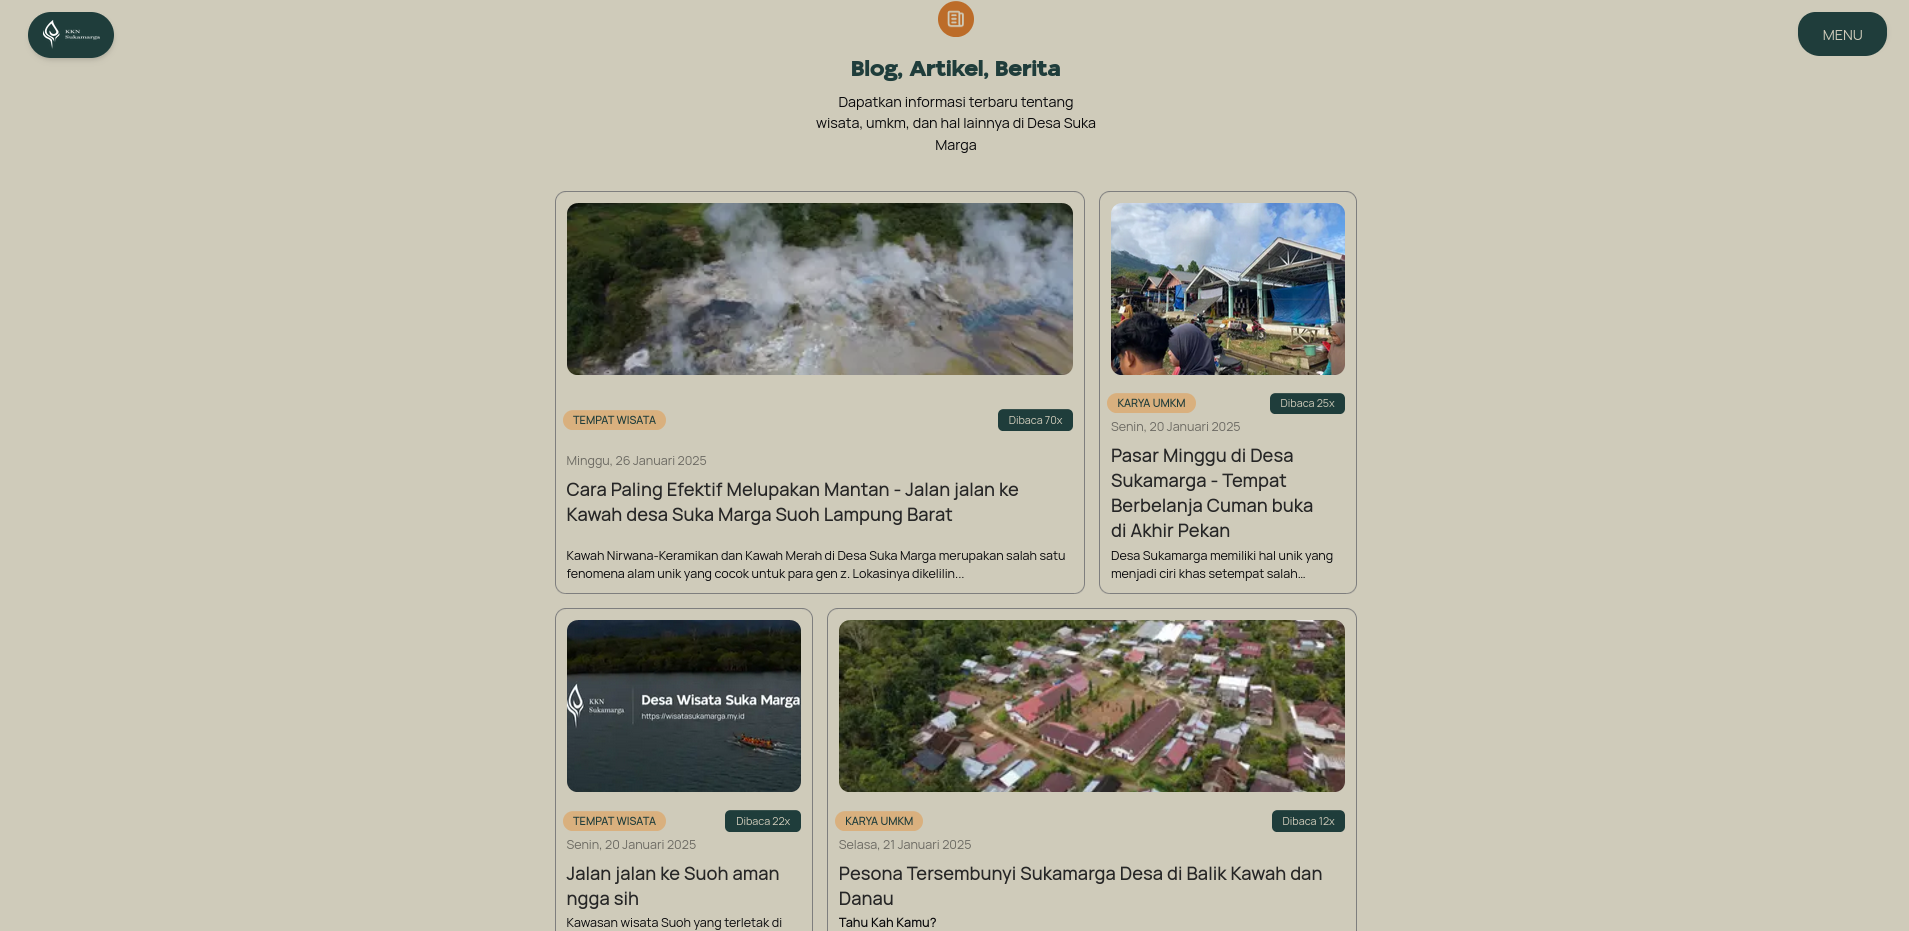 KKN
Sukamarga
MENU
Blog, Artikel, Berita
Dapatkan informasi terbaru tentang
wisata, umkm, dan hal lainnya di Desa Suka
Marga
TEMPAT WISATA
Dibaca 70x
Minggu, 26 Januari 2025
Cara Paling Efektif Melupakan Mantan - Jalan jalan ke
Kawah desa Suka Marga Suoh Lampung Barat
Kawah Nirwana-Keramikan dan Kawah Merah di Desa Suka Marga merupakan salah satu
fenomena alam unik yang cocok untuk para gen z. Lokasinya dikelilin...
KARYA UMKM
Dibaca 25x
Senin, 20 Januari 2025
Pasar Minggu di Desa
Sukamarga - Tempat
Berbelanja Cuman buka
di Akhir Pekan
Desa Sukamarga memiliki hal unik yang
menjadi ciri khas setempat salah...
KKN
Sukamarga
Desa Wisata Suka Marga
https://wisatasukamarga.my.id
TEMPAT WISATA
Dibaca 22x
Senin, 20 Januari 2025
Jalan jalan ke Suoh aman
ngga sih
Kawasan wisata Suoh yang terletak di
KARYA UMKM
Dibaca 12x
Selasa, 21 Januari 2025
Pesona Tersembunyi Sukamarga Desa di Balik Kawah dan
Danau
Tahu Kah Kamu?